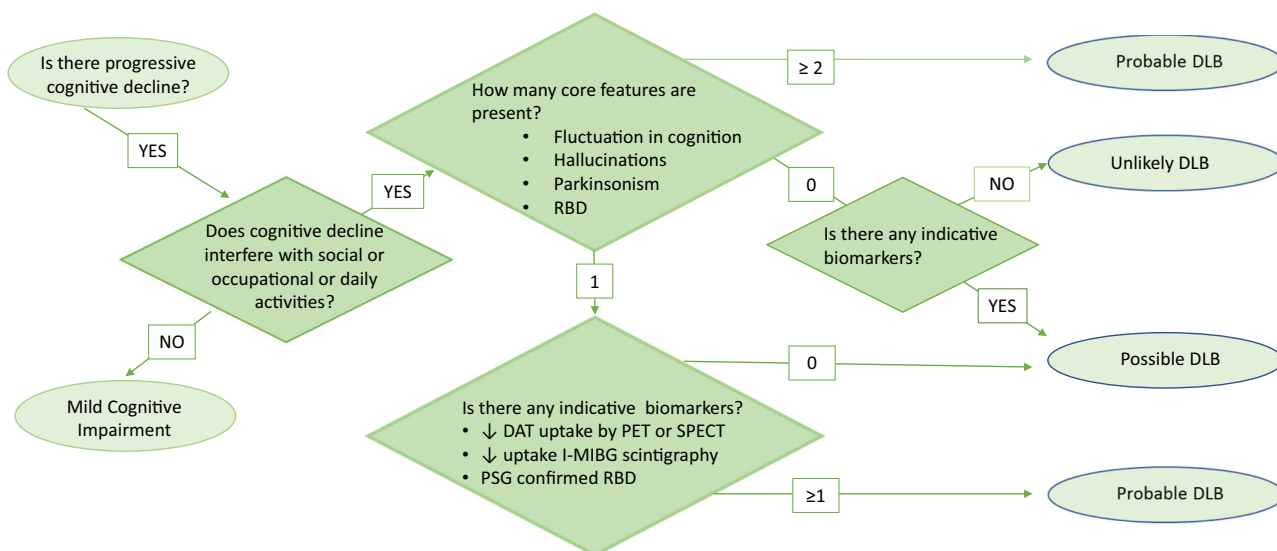 Is there progressive
cognitive decline?
YES
Does cognitive decline
interfere with social or
occupational or daily
activities?
NO
Mild Cognitive
Impairment
YES
How many core features are
present?
• Fluctuation in cognition
• Hallucinations
• Parkinsonism
• RBD
≥ 2
Probable DLB
0
Is there any indicative
biomarkers?
NO
Unlikely DLB
YES
Possible DLB
1
Is there any indicative biomarkers?
• ↓ DAT uptake by PET or SPECT
• ↓ uptake I-MIBG scintigraphy
• PSG confirmed RBD
0
≥1
Probable DLB